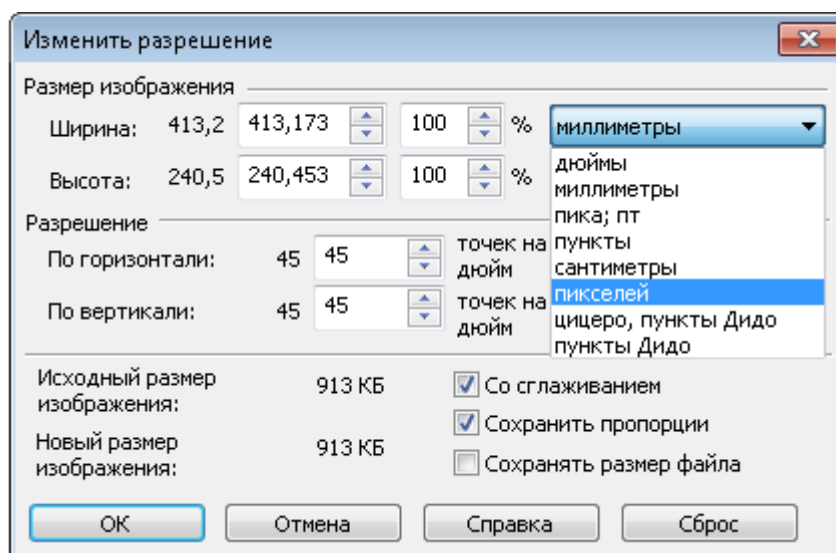 Изменить разрешение
Размер изображения
Ширина: 413,2 413,173 100 % миллиметры
дюймы
миллиметры
Высота: 240,5 240,453 100 %
пика; пт
пункты
сантиметры
пикселей
цицеро, пункты Дидо
пункты Дидо
Разрешение
По горизонтали: 45 45 точек на
дюйм
По вертикали: 45 45 точек на
дюйм
Исходный размер
изображения: 913 КБ
Новый размер
изображения: 913 КБ
Со сглаживанием
Сохранить пропорции
Сохранять размер файла
ОК Отмена Справка Сброс